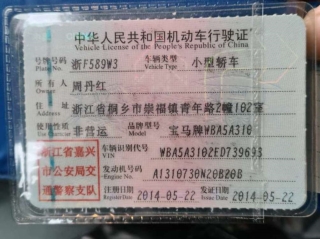 中华人民共和国机动车行驶证
Vehicle License of the People's Republic of China
号牌号码 Plate No. 浙F589W3 车辆类型 Vehicle Type 小型轿车
所有人 Owner 周丹红
住址 Address 浙江省桐乡市崇福镇青年路2幢102室
使用性质 Use Character 非营运 品牌型号 Model 宝马牌WBA5A310
浙江省嘉兴市公安局交通警察支队
车辆识别代号 VIN WBA5A3102ED739693
发动机号码 Engine No. A1310730N20B20B
注册日期 Register Date 2014-05-22 发证日期 Issue Date 2014-05-22